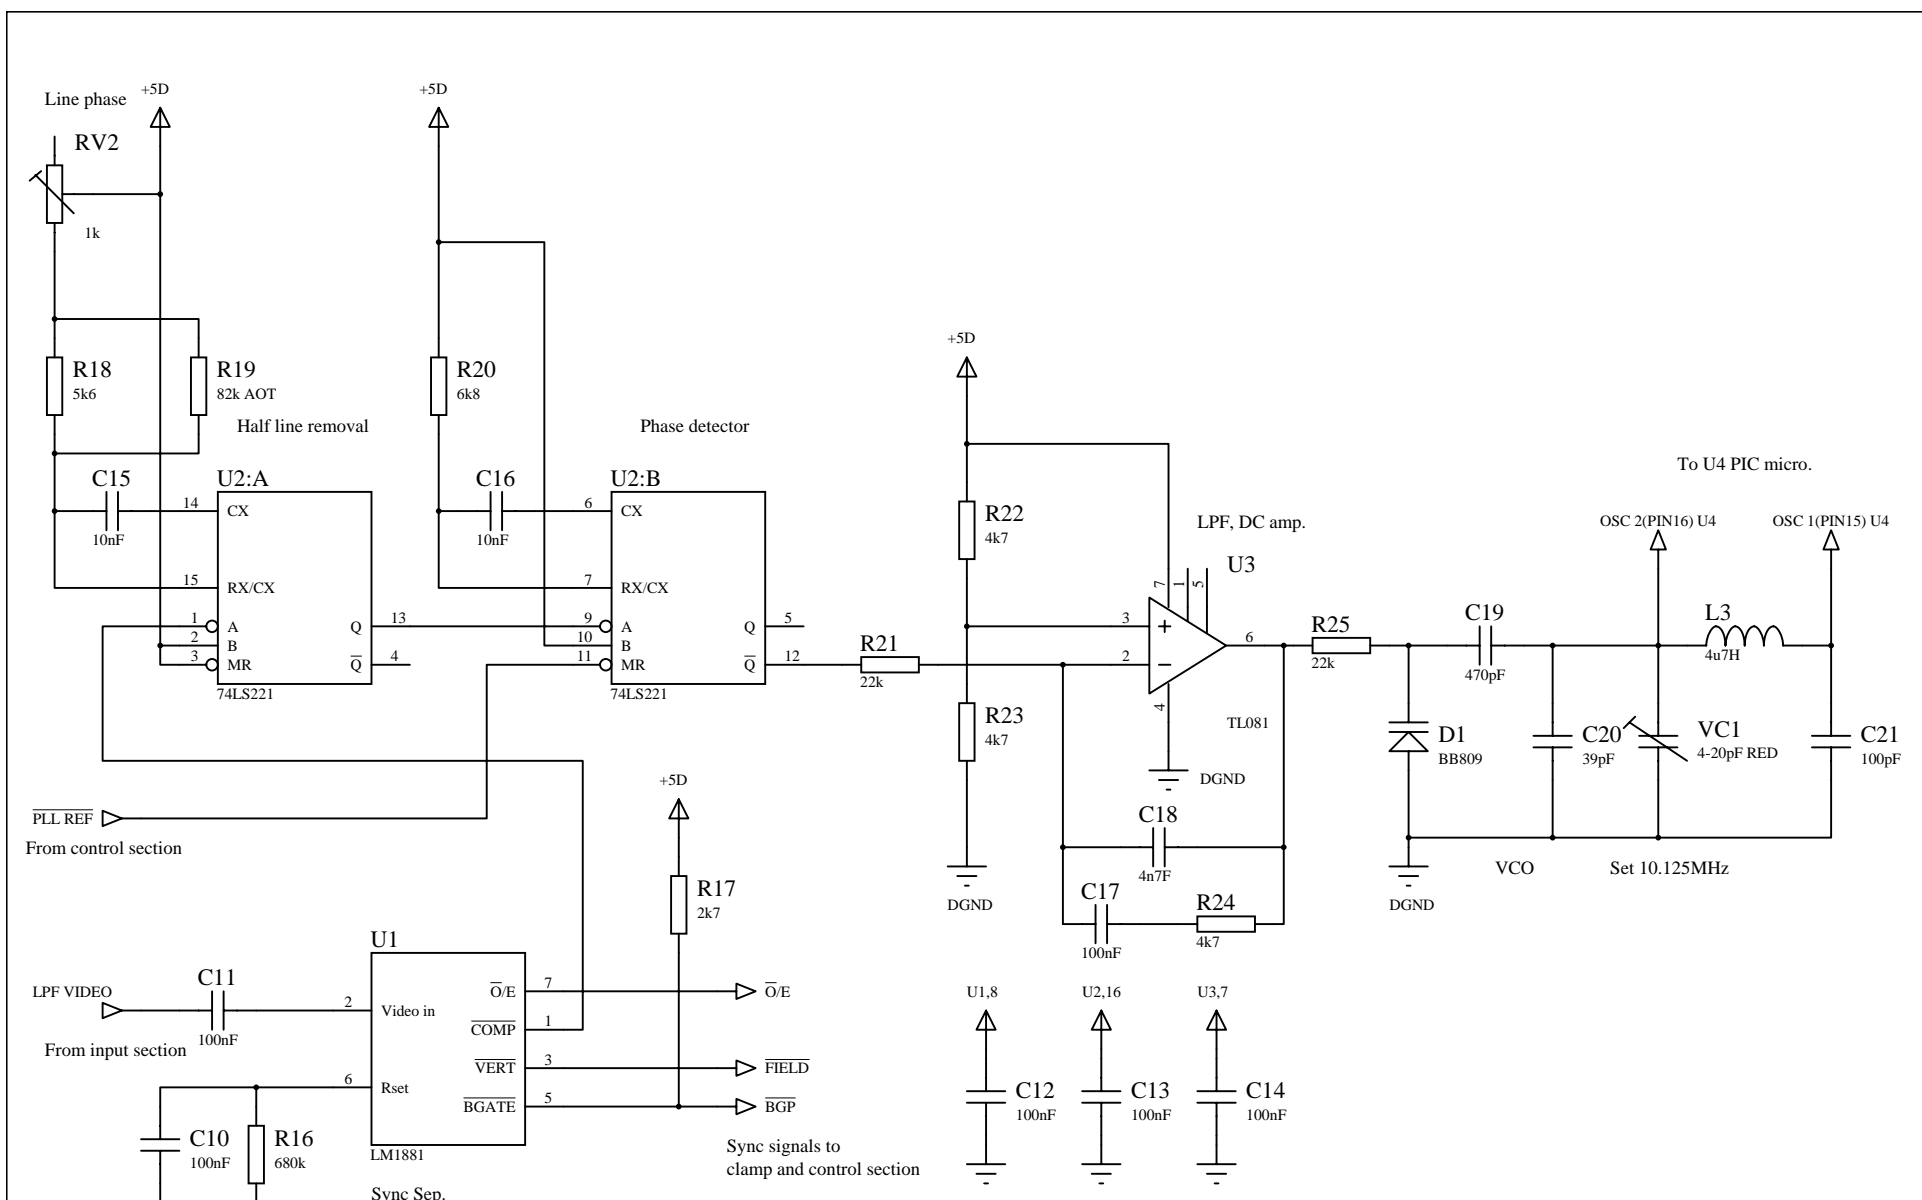 Line phase
+5D
RV2
1k
+5D
R18
5k6
R19
82k AOT
R20
6k8
Half line removal
Phase detector
+5D
C15
10nF
U2:A
14
CX
15
RX/CX
1
A
2
B
3
MR
Q
13
Q
4
74LS221
C16
10nF
U2:B
6
CX
7
RX/CX
9
A
10
B
11
MR
Q
5
Q
12
74LS221
R21
22k
R22
4k7
R23
4k7
DGND
LPF, DC amp.
U3
7
1
5
3
+
2
−
6
4
TL081
DGND
R25
22k
C19
470pF
To U4 PIC micro.
OSC 2(PIN16) U4
OSC 1(PIN15) U4
L3
4u7H
D1
BB809
C20
39pF
VC1
4-20pF RED
C21
100pF
VCO
Set 10.125MHz
DGND
C18
4n7F
C17
100nF
R24
4k7
PLL REF
From control section
+5D
R17
2k7
LPF VIDEO
From input section
C11
100nF
U1
2
Video in
6
Rset
O/E
7
COMP
1
VERT
3
BGATE
5
LM1881
Sync Sep.
O/E
FIELD
BGP
Sync signals to
clamp and control section
C10
100nF
R16
680k
U1,8
C12
100nF
U2,16
C13
100nF
U3,7
C14
100nF